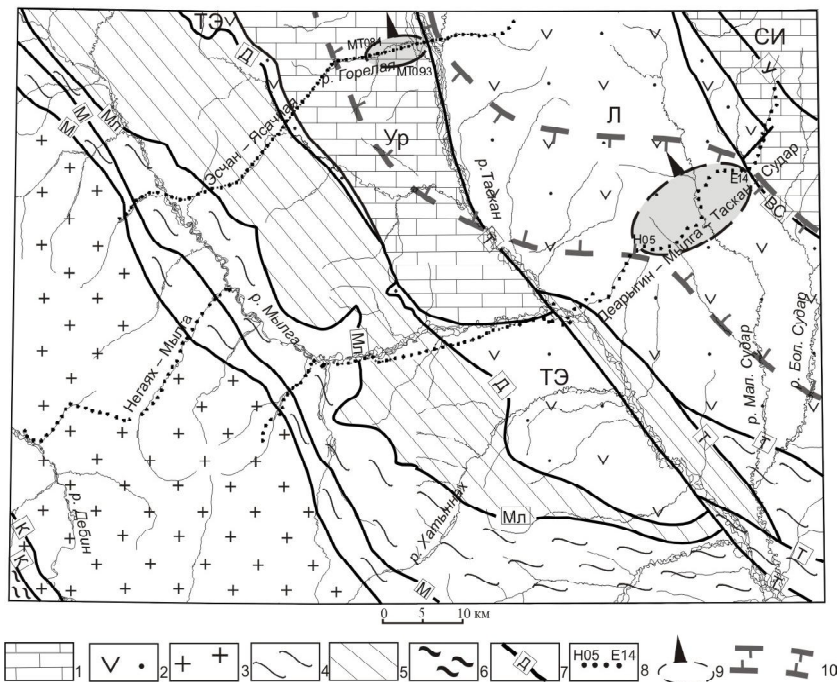 ТЭ
Д
МТ084
р. Горелая
МТ093
СИ
У
М
М
Мл
Эсчан – Ясачная
Ур
Л
р. Таскан
Т
Е14
Н05
ВС
Деарыгин – Мылга – Таскан – Судар
р. Мылга
Негаях – Мылга
Мл
Д
ТЭ
р. Мал. Судар
р. Бол. Судар
Т
Т
р. Дебин
р. Хатыннах
Мл
К
К
М
Т
Т
0 5 10 км
1 2 3 4 5 6 Д 7 Н05 Е14 8 9 10